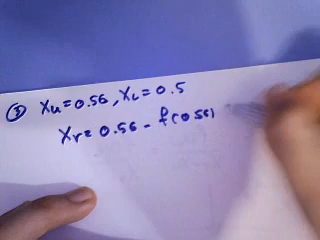 ③ Xu = 0.56, XL = 0.5
Xr = 0.56 - f(0.56)